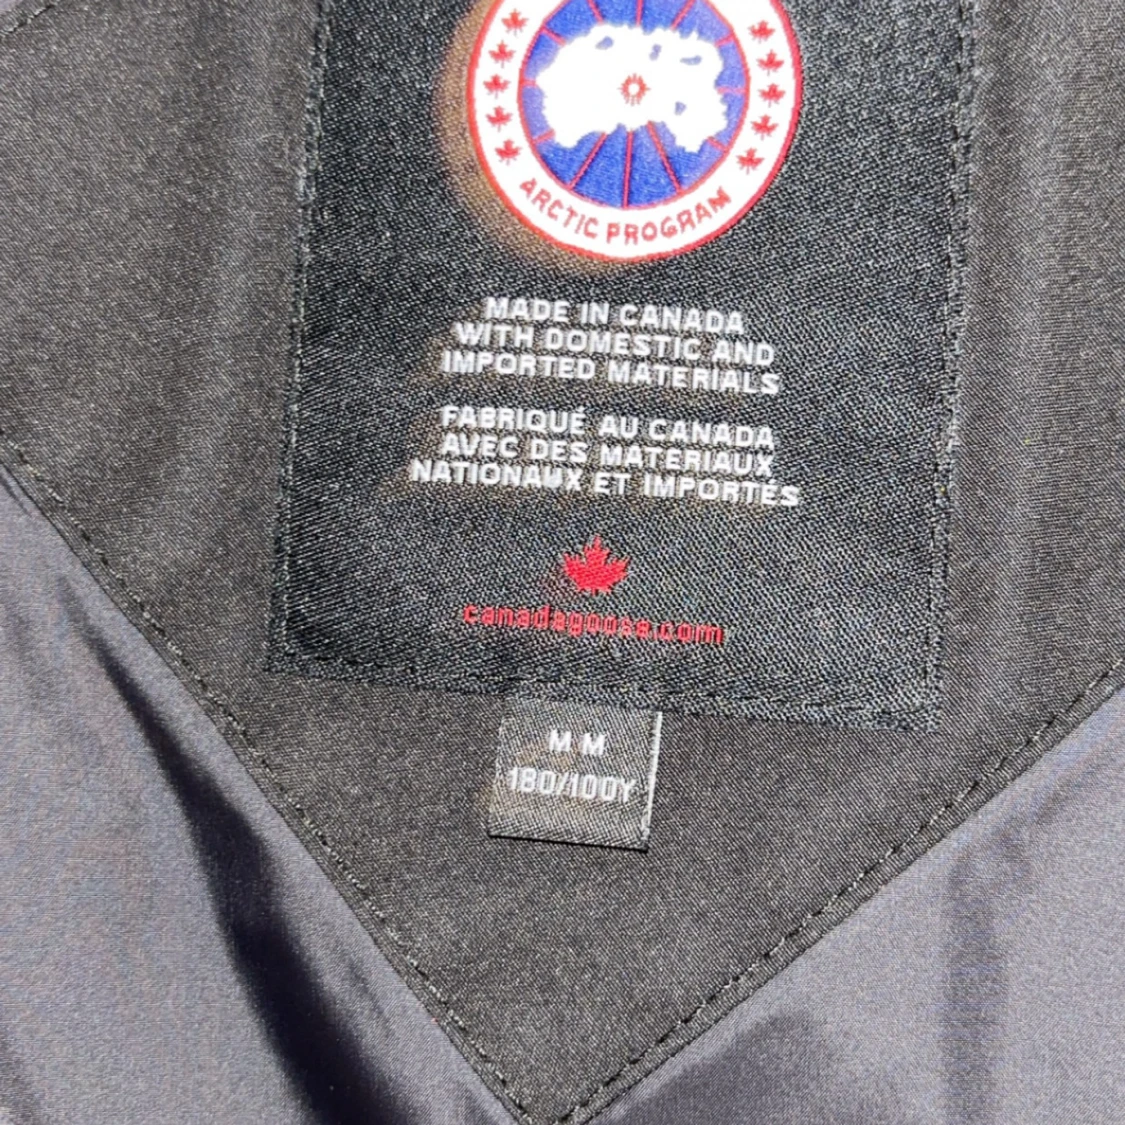 ARCTIC PROGRAM
MADE IN CANADA
WITH DOMESTIC AND
IMPORTED MATERIALS
FABRIQUÉ AU CANADA
AVEC DES MATERIAUX
NATIONAUX ET IMPORTÉS
canadagoose.com
M M
180/100Y